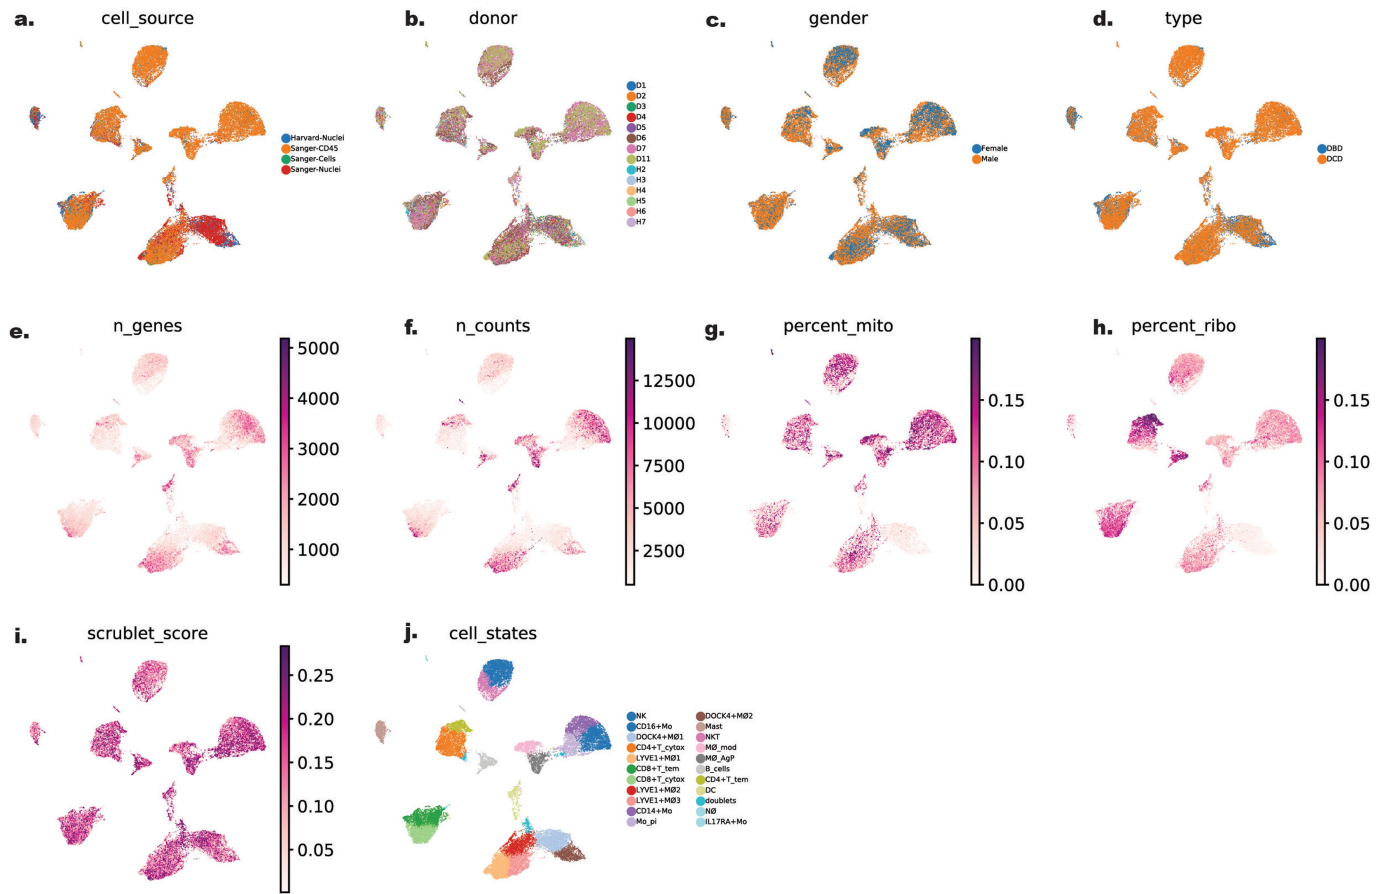 a. cell_source
b. donor
c. gender
d. type
Harvard-Nuclei
Sanger-CD45
Sanger-Cells
Sanger-Nuclei
D1
D2
D3
D4
D5
D6
D7
D11
H2
H3
H4
H5
H6
H7
Female
Male
DBD
DCD
e. n_genes
5000
4000
3000
2000
1000
f. n_counts
12500
10000
7500
5000
2500
g. percent_mito
0.15
0.10
0.05
0.00
h. percent_ribo
0.15
0.10
0.05
0.00
i. scrublet_score
0.25
0.20
0.15
0.10
0.05
j. cell_states
NK
CD16+Mo
DOCK4+MØ1
CD4+T_cytox
LYVE1+MØ1
CD8+T_tem
CD8+T_cytox
LYVE1+MØ2
LYVE1+MØ3
CD14+Mo
Mo_pi
DOCK4+MØ2
Mast
NKT
MØ_mod
MØ_AgP
B_cells
CD4+T_tem
DC
doublets
NØ
IL17RA+Mo